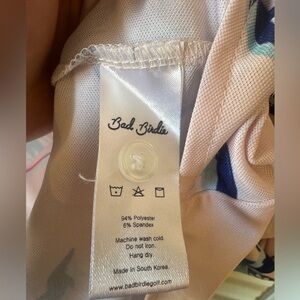 Bad Birdie
94% Polyester
6% Spandex
Machine wash cold.
Do not Iron.
Hang dry.
Made in South Korea.
www.badbirdiegolf.com